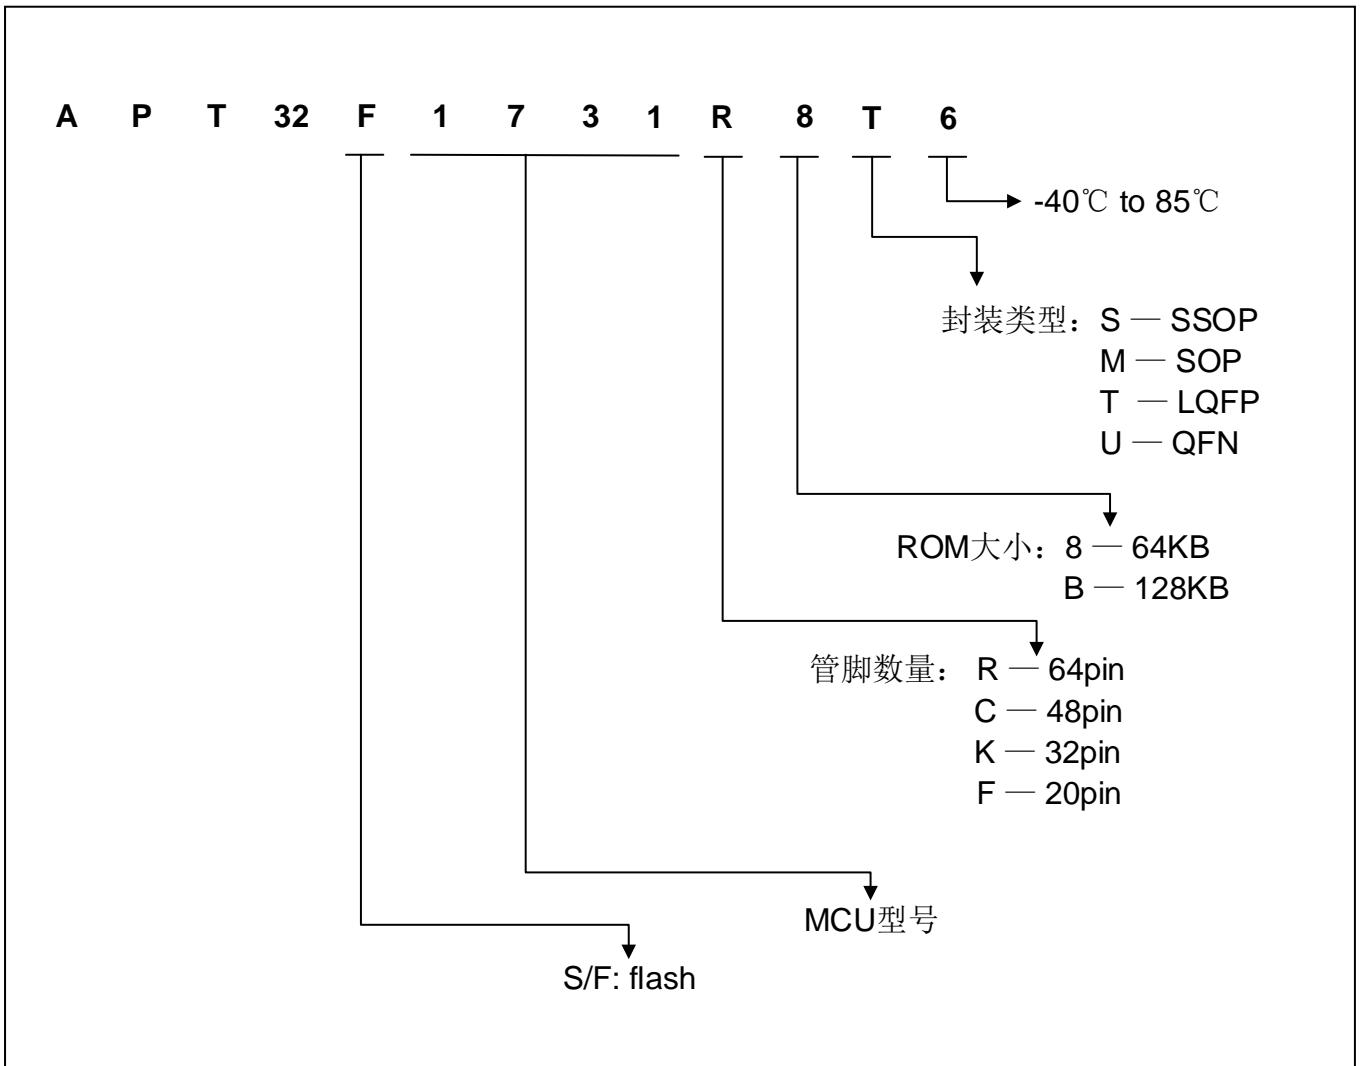 A P T 32 F 1 7 3 1 R 8 T 6
-40℃ to 85℃
封装类型：S — SSOP
M — SOP
T — LQFP
U — QFN
ROM大小：8 — 64KB
B — 128KB
管脚数量： R — 64pin
C — 48pin
K — 32pin
F — 20pin
MCU型号
S/F: flash